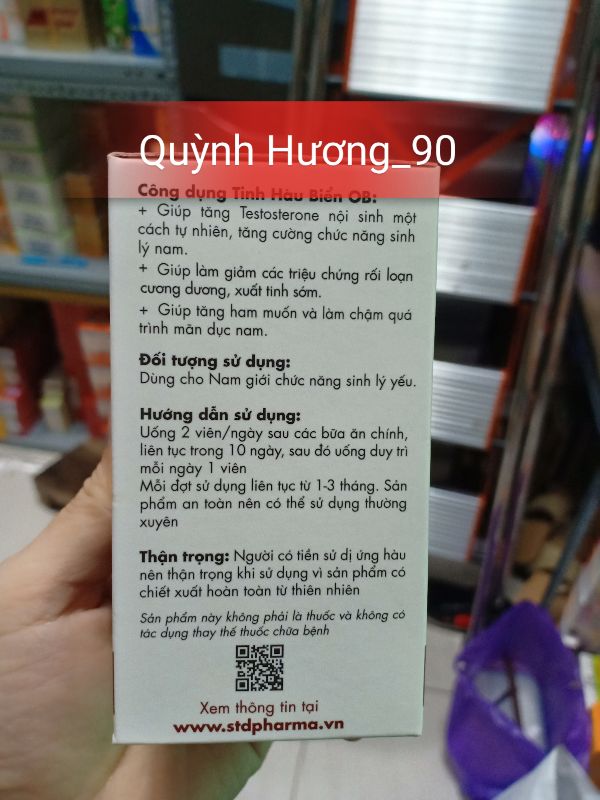 Quỳnh Hương_90
Công dụng Tinh Hàu Biển OB:
+ Giúp tăng Testosterone nội sinh một
cách tự nhiên, tăng cường chức năng sinh
lý nam.
+ Giúp làm giảm các triệu chứng rối loạn
cương dương, xuất tinh sớm.
+ Giúp tăng ham muốn và làm chậm quá
trình mãn dục nam.
Đối tượng sử dụng:
Dùng cho Nam giới chức năng sinh lý yếu.
Hướng dẫn sử dụng:
Uống 2 viên/ngày sau các bữa ăn chính,
liên tục trong 10 ngày, sau đó uống duy trì
mỗi ngày 1 viên
Mỗi đợt sử dụng liên tục từ 1-3 tháng. Sản
phẩm an toàn nên có thể sử dụng thường
xuyên
Thận trọng: Người có tiền sử dị ứng hàu
nên thận trọng khi sử dụng vì sản phẩm có
chiết xuất hoàn toàn từ thiên nhiên
Sản phẩm này không phải là thuốc và không có
tác dụng thay thế thuốc chữa bệnh
Xem thông tin tại
www.stdpharma.vn